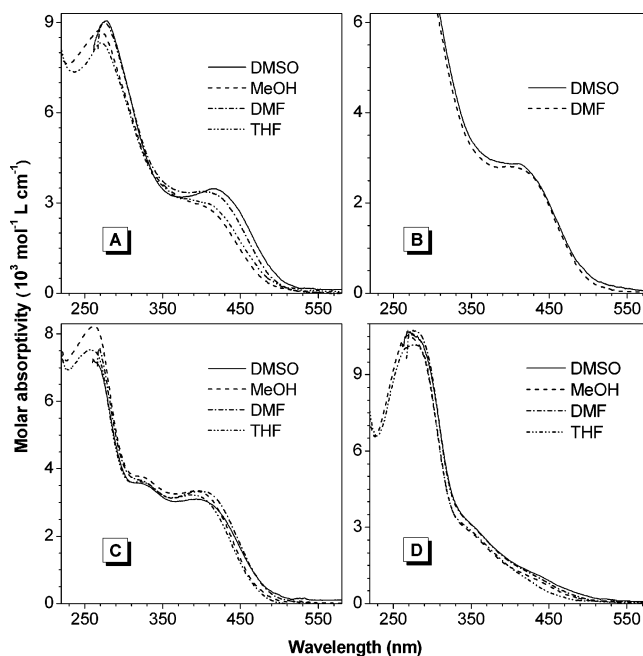 Molar absorptivity (10³ mol⁻¹ L cm⁻¹)
9
6
3
0
250 350 450 550
A
DMSO
MeOH
DMF
THF
6
4
2
0
250 350 450 550
B
DMSO
DMF
8
6
4
2
0
250 350 450 550
C
DMSO
MeOH
DMF
THF
9
6
3
0
250 350 450 550
D
DMSO
MeOH
DMF
THF
Wavelength (nm)